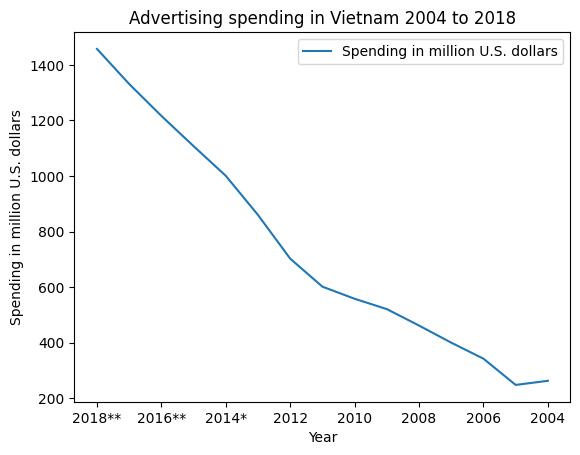 Advertising spending in Vietnam 2004 to 2018
Spending in million U.S. dollars
Spending in million U.S. dollars
1400
1200
1000
800
600
400
200
2018** 2016** 2014* 2012 2010 2008 2006 2004
Year